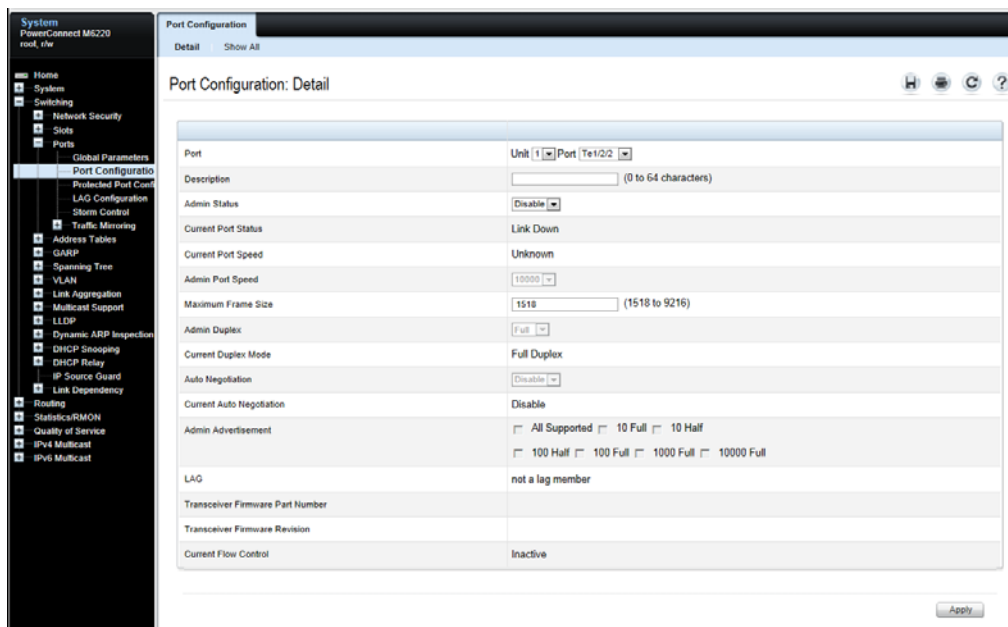 System
PowerConnect M6220
root, r/w
Port Configuration
Detail Show All
Home
System
Switching
Network Security
Slots
Ports
Global Parameters
Port Configuratio
Protected Port Confi
LAG Configuration
Storm Control
Traffic Mirroring
Address Tables
GARP
Spanning Tree
VLAN
Link Aggregation
Multicast Support
LLDP
Dynamic ARP Inspection
DHCP Snooping
DHCP Relay
IP Source Guard
Link Dependency
Routing
Statistics/RMON
Quality of Service
IPv4 Multicast
IPv6 Multicast
Port Configuration: Detail
Port Unit 1 Port Te1/2/2
Description (0 to 64 characters)
Admin Status Disable
Current Port Status Link Down
Current Port Speed Unknown
Admin Port Speed 10000
Maximum Frame Size 1518 (1518 to 9216)
Admin Duplex Full
Current Duplex Mode Full Duplex
Auto Negotiation Disable
Current Auto Negotiation Disable
Admin Advertisement All Supported 10 Full 10 Half
100 Half 100 Full 1000 Full 10000 Full
LAG not a lag member
Transceiver Firmware Part Number
Transceiver Firmware Revision
Current Flow Control Inactive
Apply